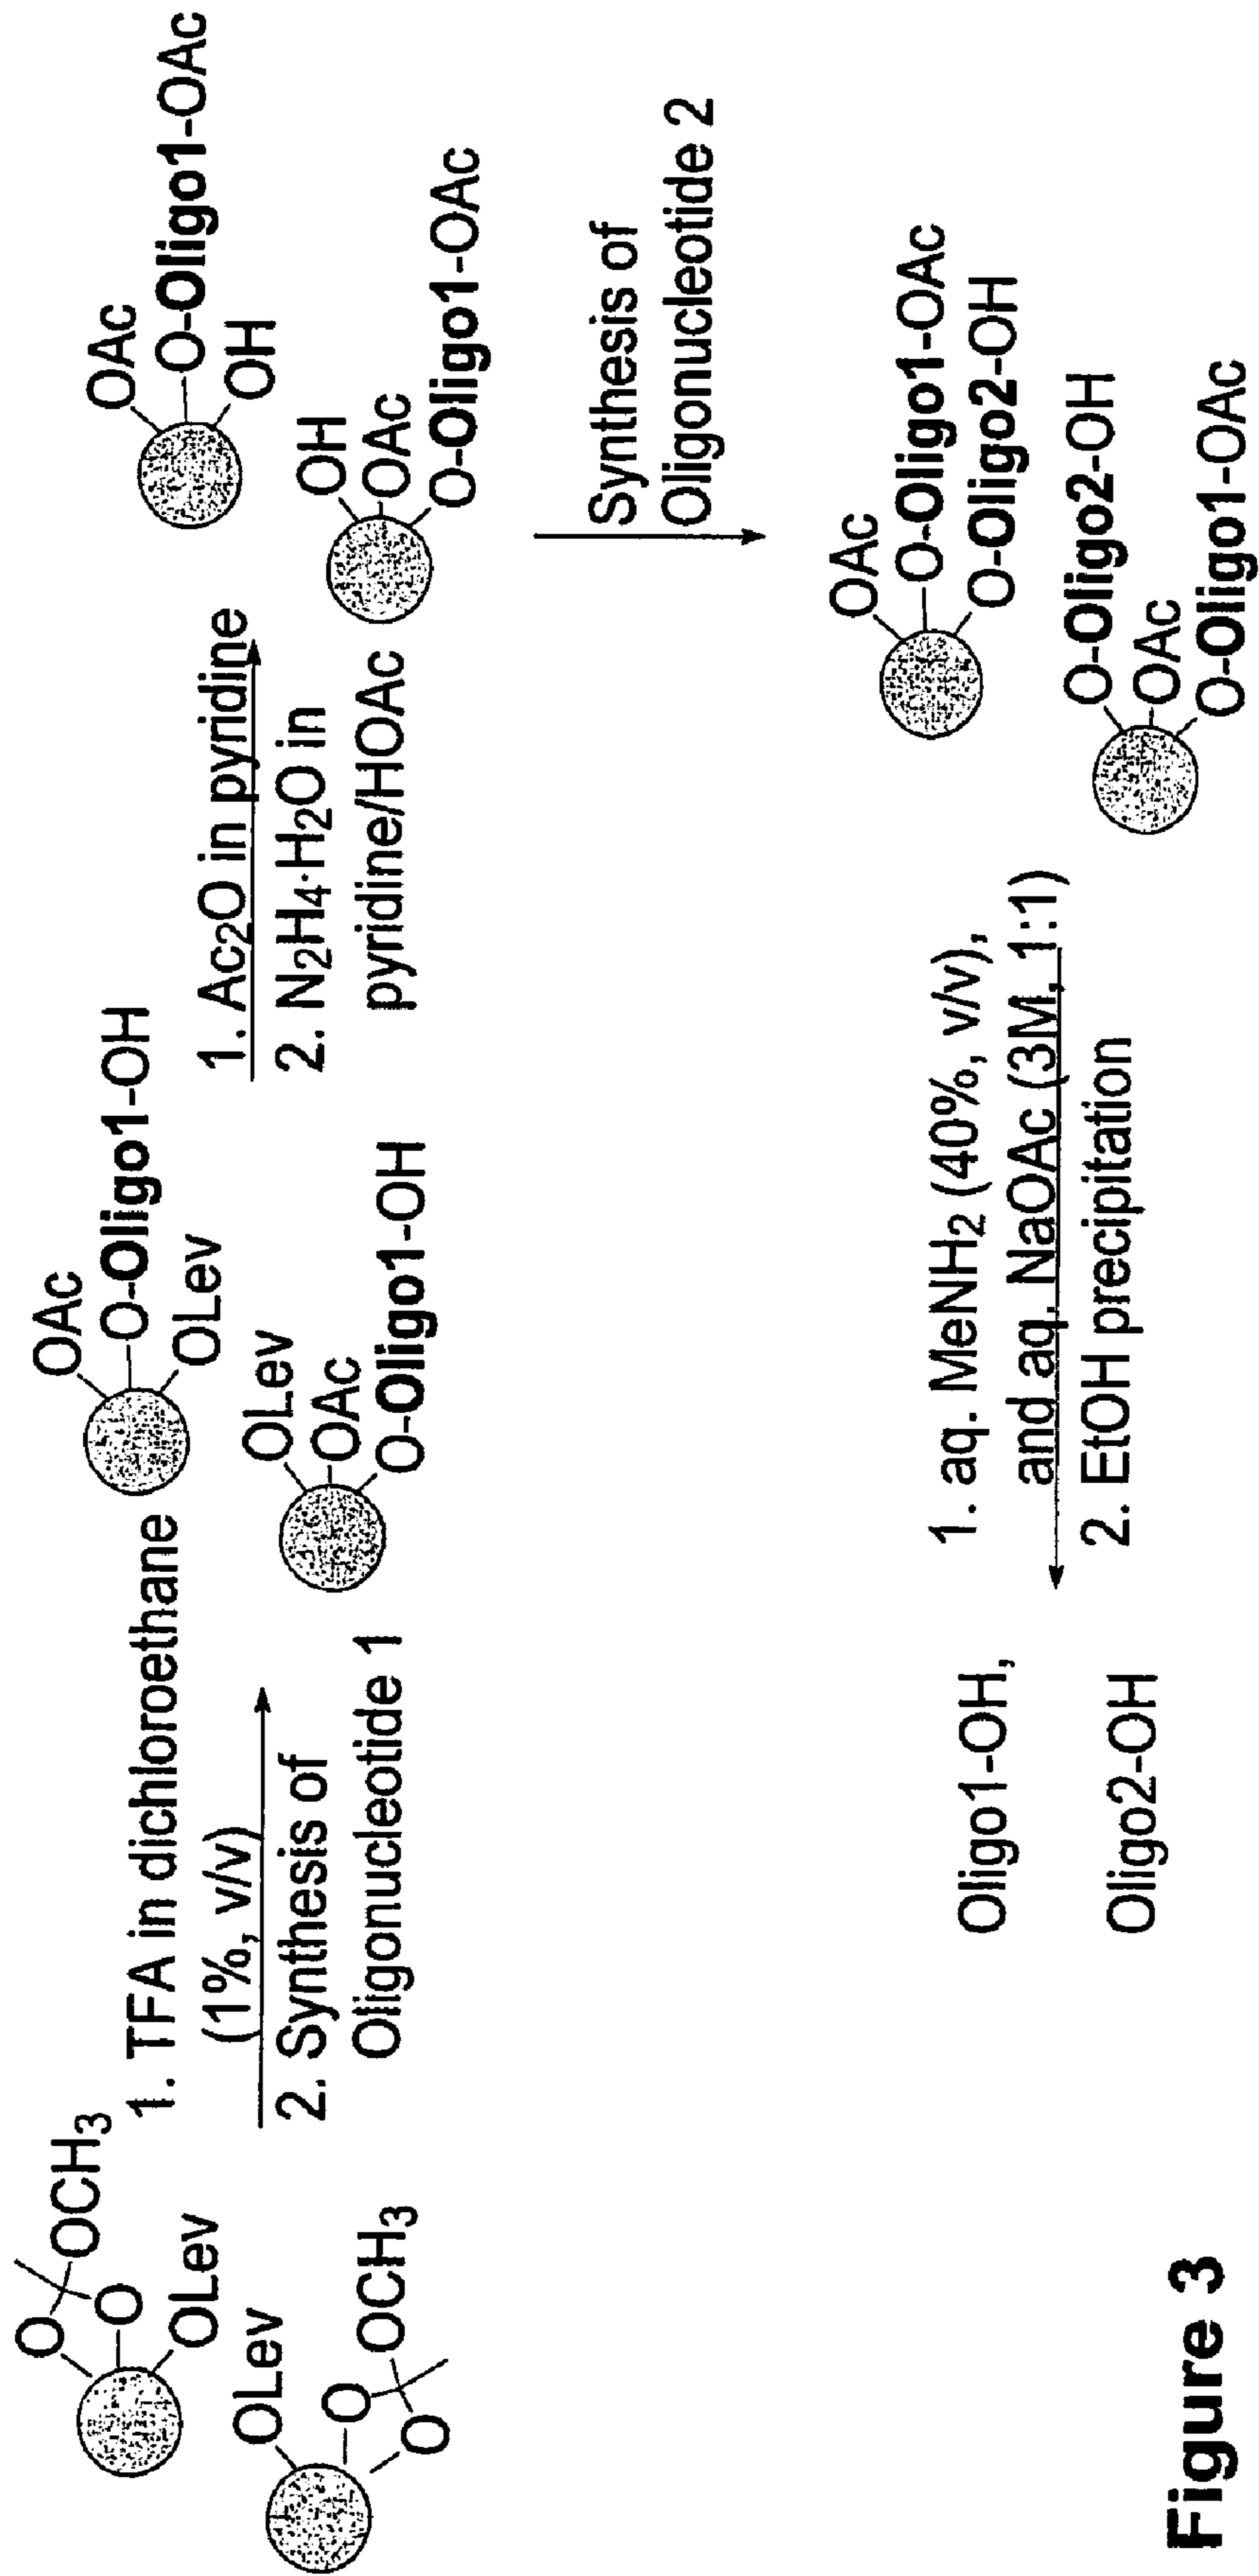 OCH3
O
O
OLev
OLev
O
OCH3
O
1. TFA in dichloroethane
(1%, v/v)
2. Synthesis of
Oligonucleotide 1
OAc
O-Oligo1-OH
OLev
OLev
OAc
O-Oligo1-OH
1. Ac2O in pyridine
2. N2H4·H2O in
pyridine/HOAc
OAc
O-Oligo1-OAc
OH
OH
OAc
O-Oligo1-OAc
Synthesis of
Oligonucleotide 2
OAc
O-Oligo1-OAc
O-Oligo2-OH
O-Oligo2-OH
OAc
O-Oligo1-OAc
1. aq. MeNH2 (40%, v/v),
and aq. NaOAc (3M, 1:1)
2. EtOH precipitation
Oligo1-OH,
Oligo2-OH
Figure 3